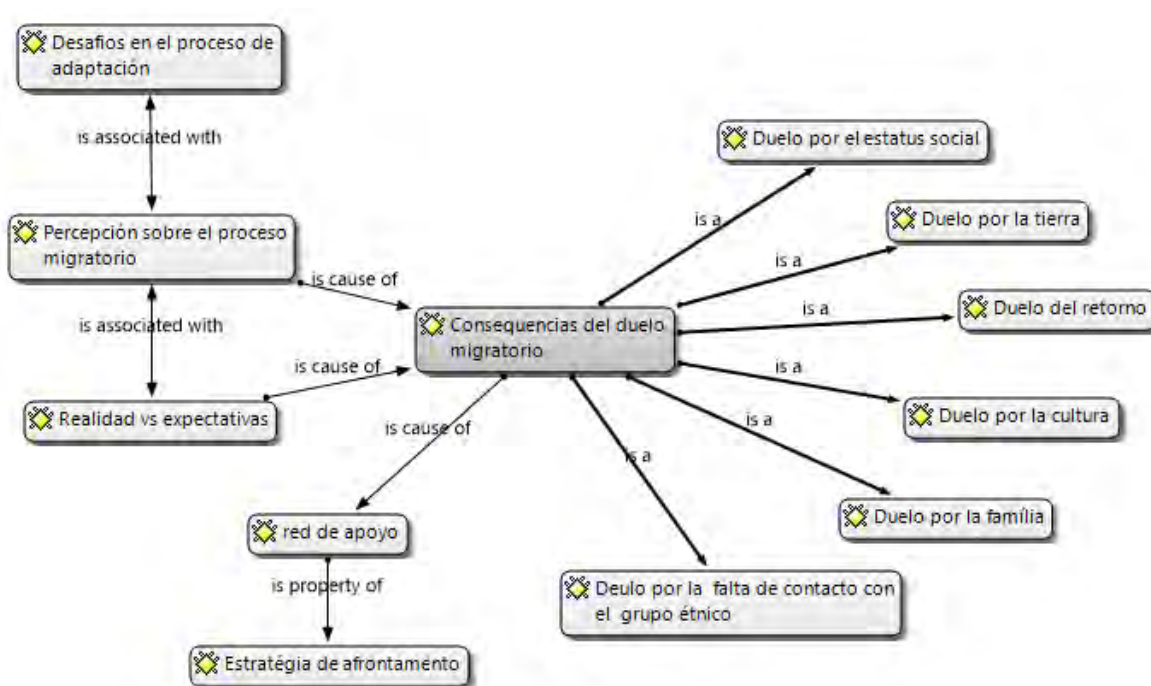 Desafios en el proceso de
adaptación
is associated with
Duelo por el estatus social
is a
Duelo por la tierra
Percepción sobre el proceso
migratorio
is a
is cause of
Duelo del retorno
is a
is associated with
Consequencias del duelo
migratorio
is cause of
is a
Realidad vs expectativas
Duelo por la cultura
is cause of
is a
is a
Duelo por la família
red de apoyo
is property of
Deulo por la falta de contacto con
el grupo étnico
Estratégia de afrontamento